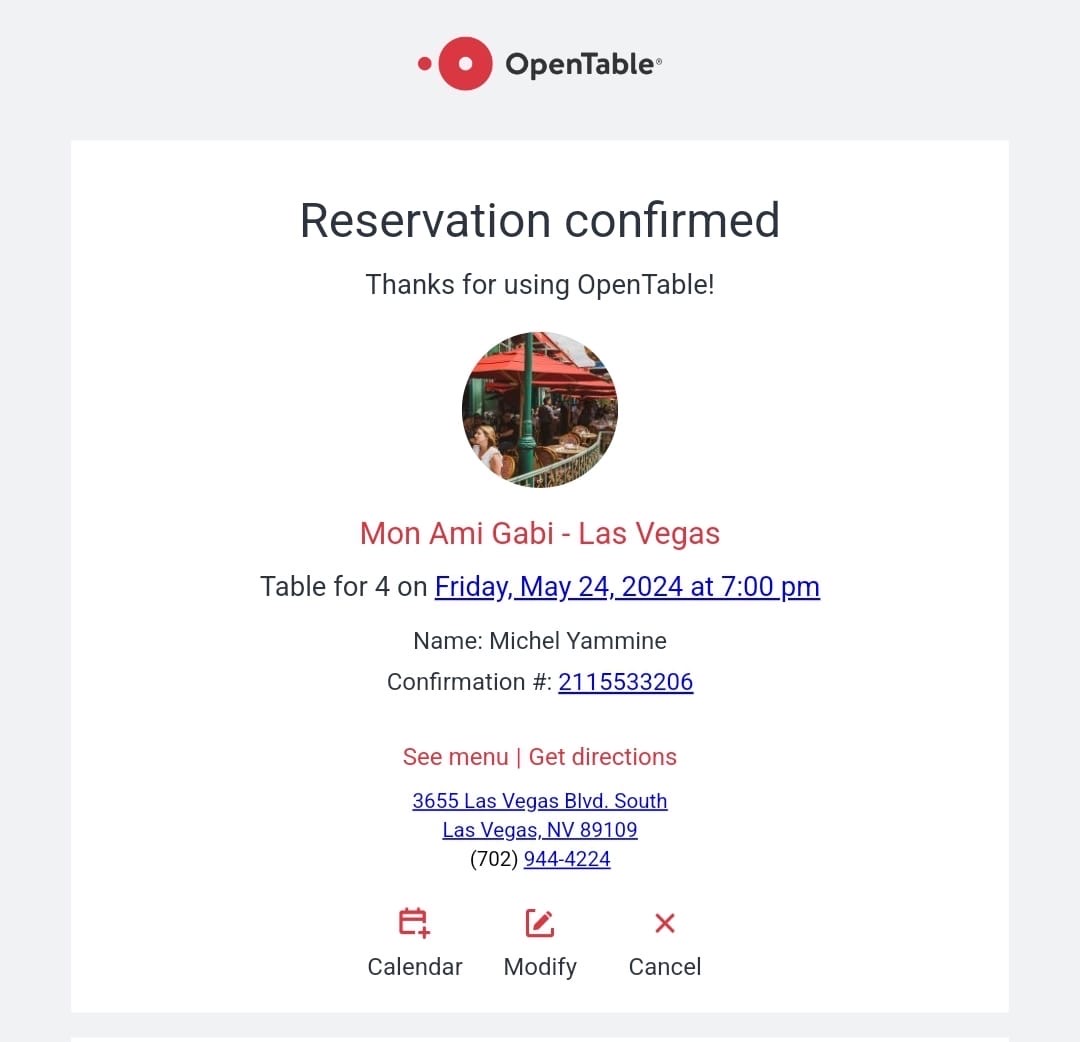 OpenTable®
Reservation confirmed
Thanks for using OpenTable!
Mon Ami Gabi - Las Vegas
Table for 4 on Friday, May 24, 2024 at 7:00 pm
Name: Michel Yammine
Confirmation #: 2115533206
See menu | Get directions
3655 Las Vegas Blvd. South
Las Vegas, NV 89109
(702) 944-4224
Calendar Modify Cancel